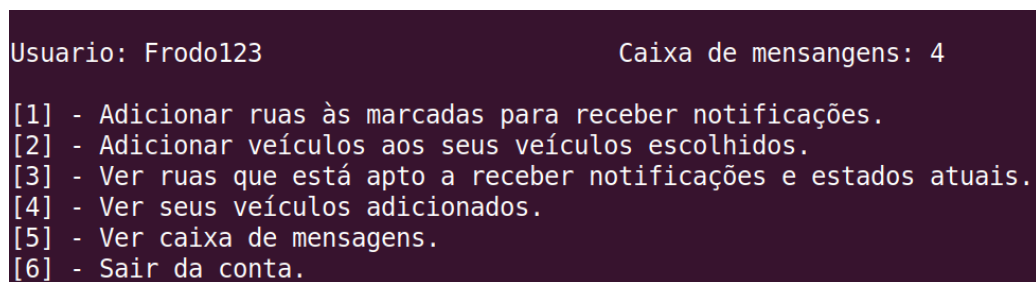 Usuario: Frodo123 Caixa de mensangens: 4
[1] - Adicionar ruas às marcadas para receber notificações.
[2] - Adicionar veículos aos seus veículos escolhidos.
[3] - Ver ruas que está apto a receber notificações e estados atuais.
[4] - Ver seus veículos adicionados.
[5] - Ver caixa de mensagens.
[6] - Sair da conta.